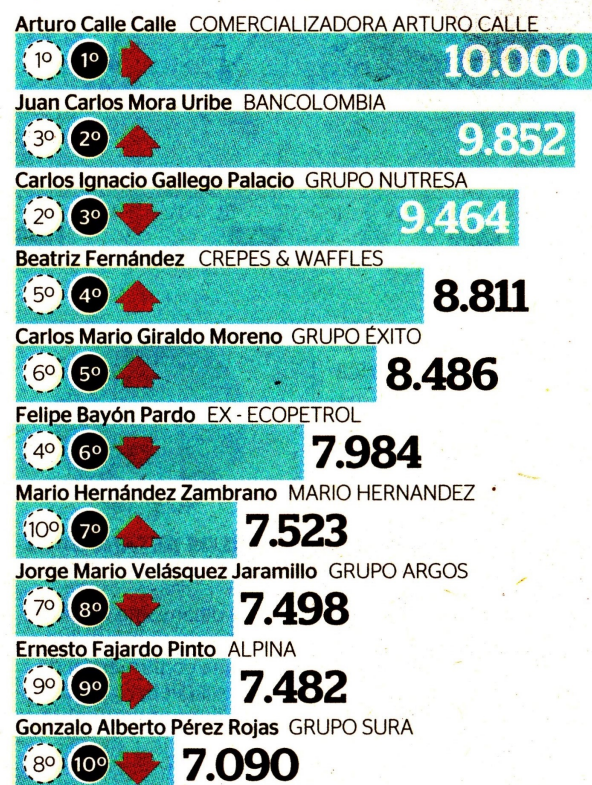 Arturo Calle Calle COMERCIALIZADORA ARTURO CALLE
1º 1º 10.000
Juan Carlos Mora Uribe BANCOLOMBIA
3º 2º 9.852
Carlos Ignacio Gallego Palacio GRUPO NUTRESA
2º 3º 9.464
Beatriz Fernández CREPES & WAFFLES
5º 4º 8.811
Carlos Mario Giraldo Moreno GRUPO ÉXITO
6º 5º 8.486
Felipe Bayón Pardo EX - ECOPETROL
4º 6º 7.984
Mario Hernández Zambrano MARIO HERNANDEZ
10º 7º 7.523
Jorge Mario Velásquez Jaramillo GRUPO ARGOS
7º 8º 7.498
Ernesto Fajardo Pinto ALPINA
9º 9º 7.482
Gonzalo Alberto Pérez Rojas GRUPO SURA
8º 10º 7.090